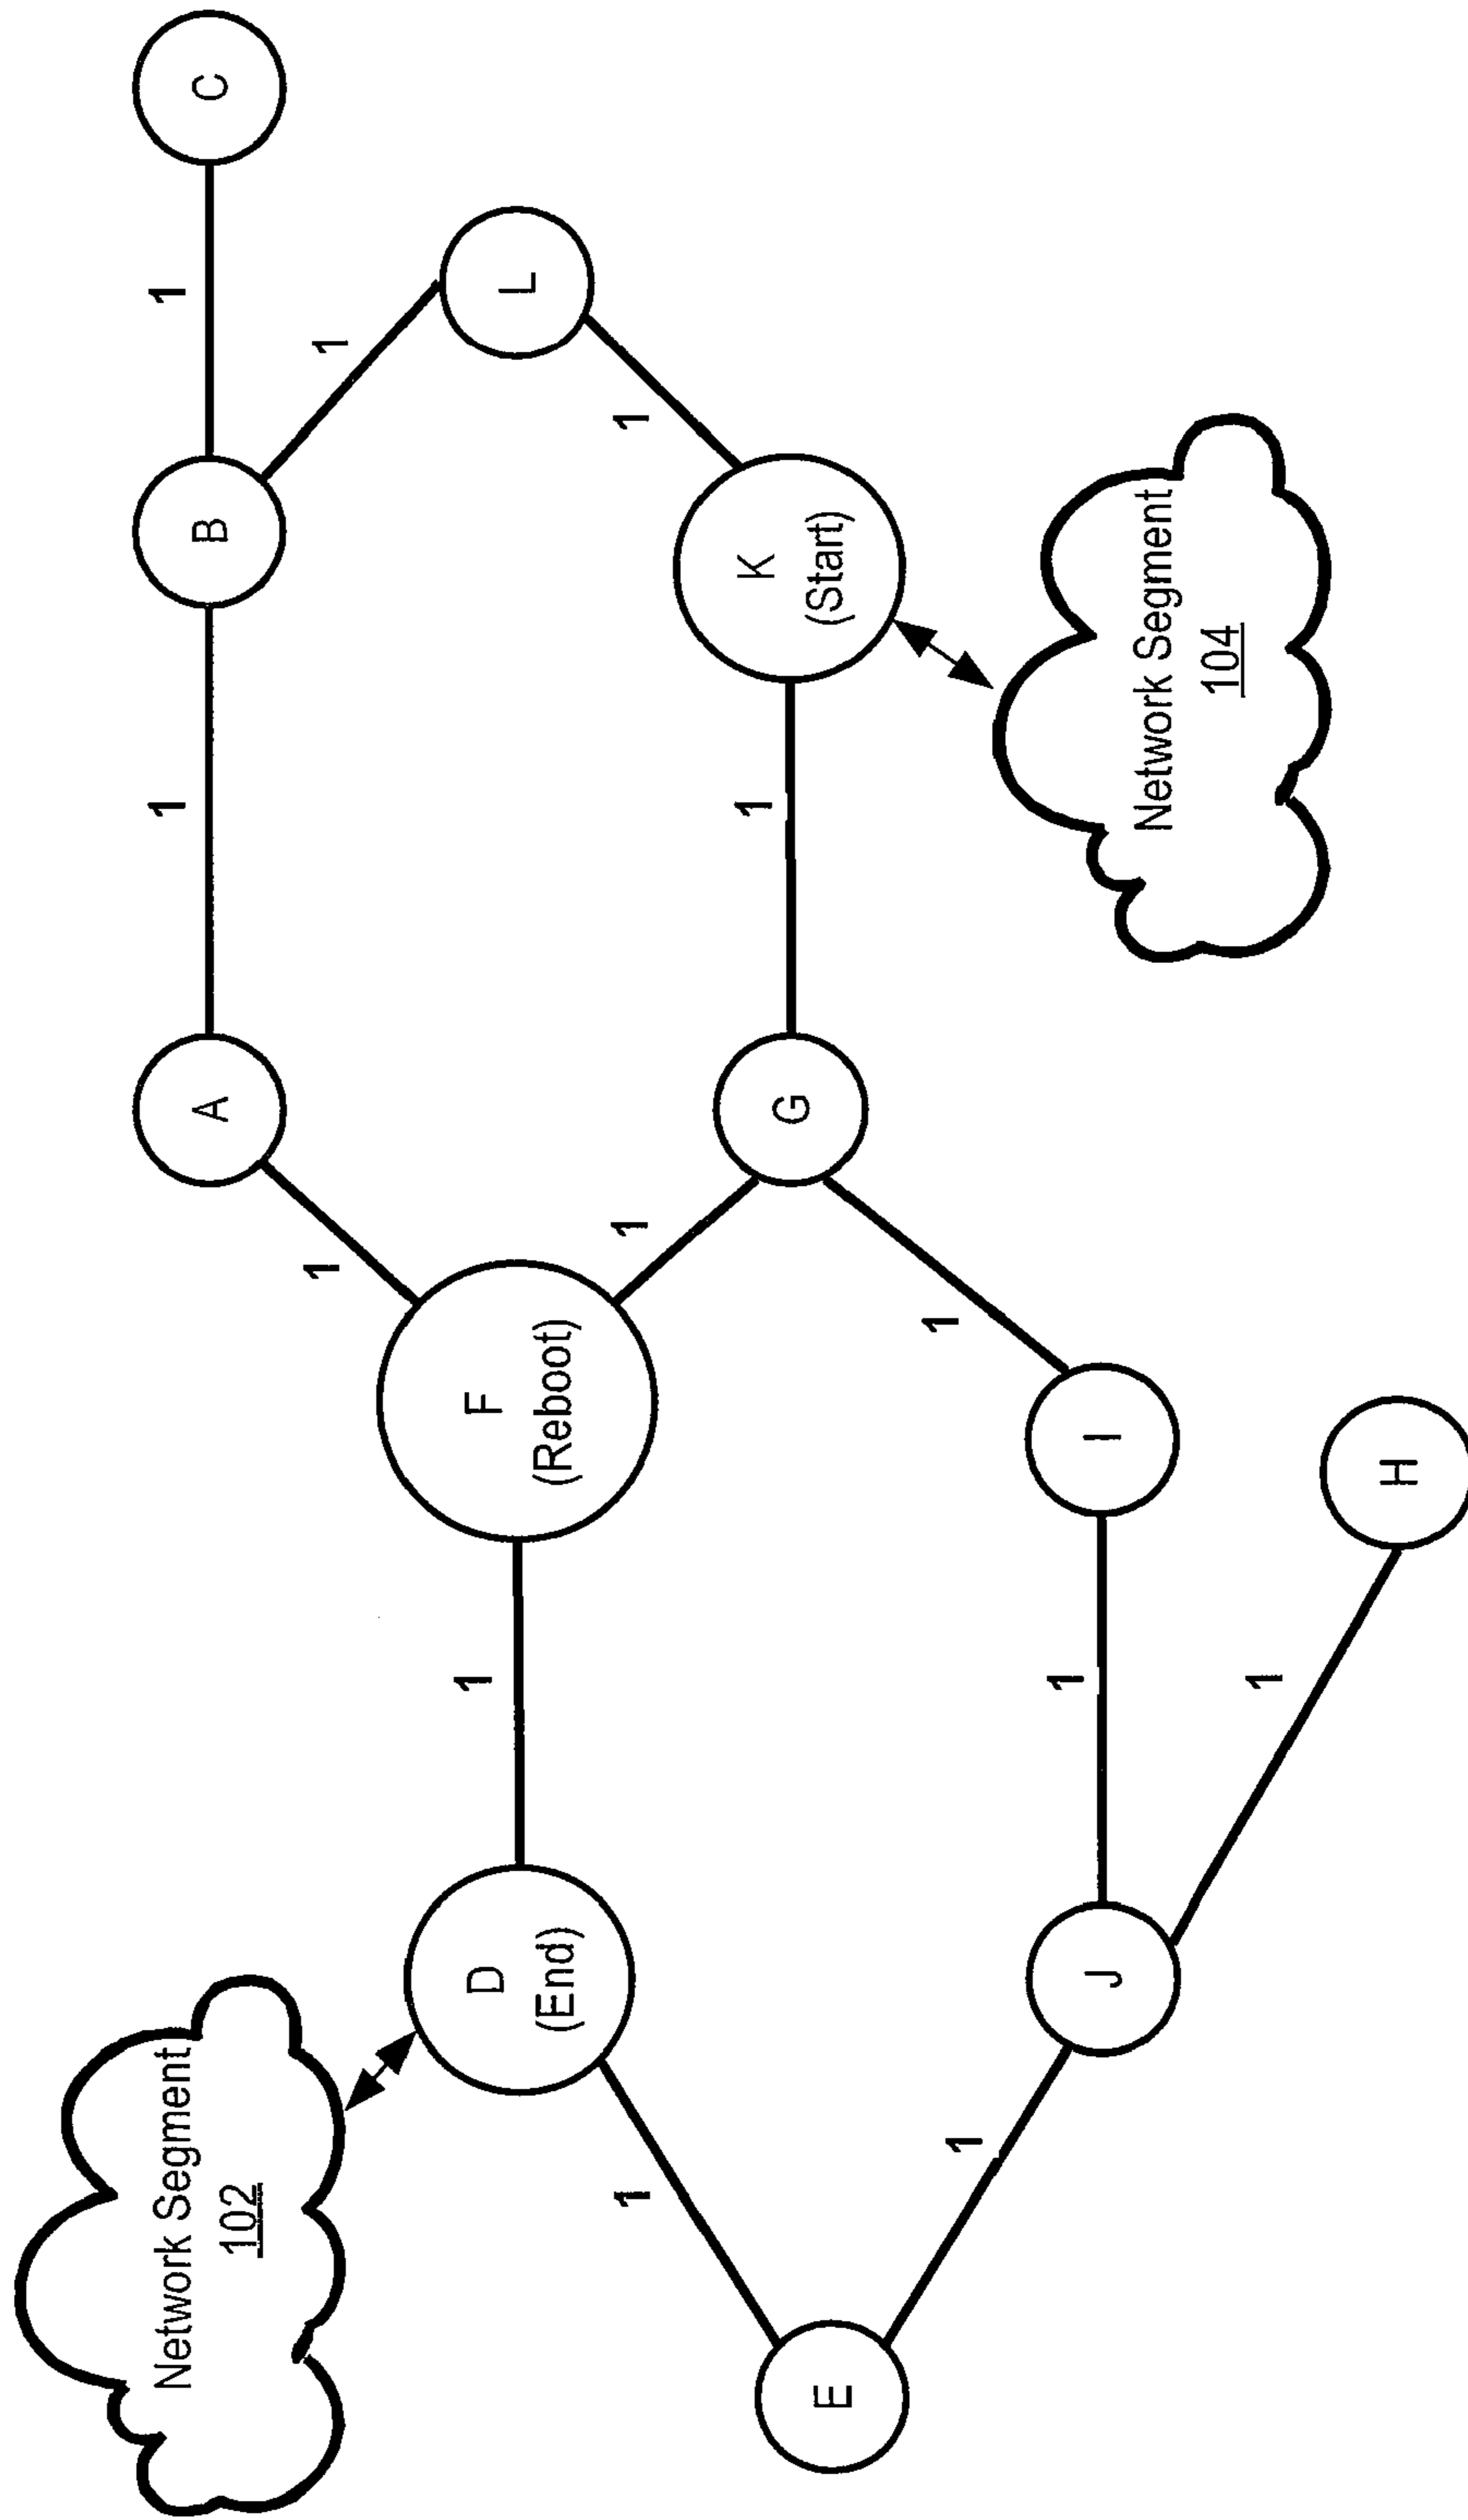 Network Segment
102
1
1
A
B
C
1
1
D
(End)
1
F
(Reboot)
L
1
1
1
E
1
G
K
(Start)
1
1
J
1
I
Network Segment
104
1
H